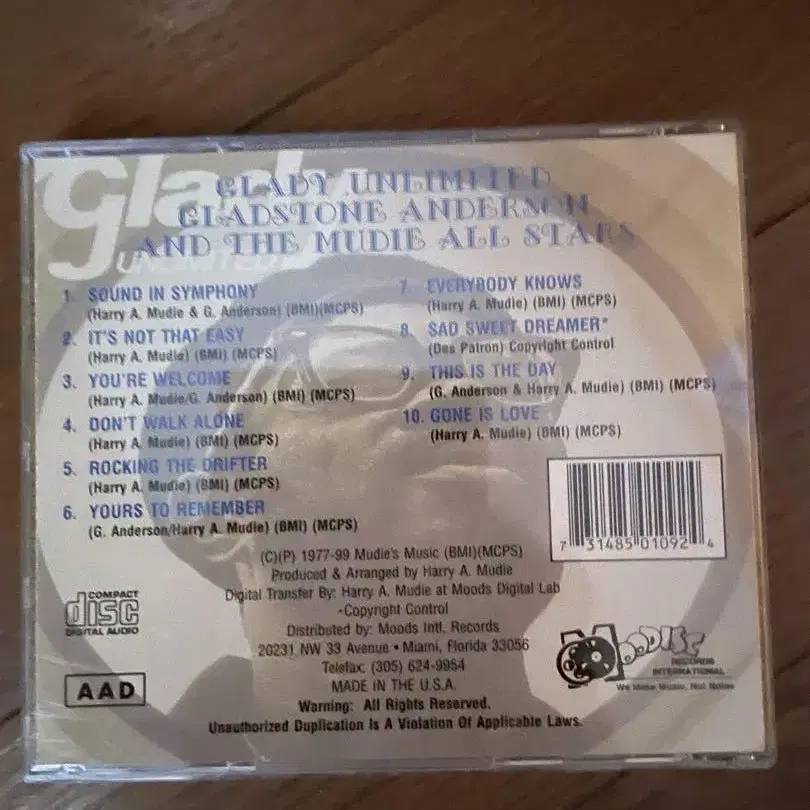 Glady
UNLIMITED
GLADY UNLIMITED
GLADSTONE ANDERSON
AND THE MUDIE ALL STARS
1. SOUND IN SYMPHONY
(Harry A. Mudie & G. Anderson) (BMI)(MCPS)
2. IT'S NOT THAT EASY
(Harry A. Mudie) (BMI) (MCPS)
3. YOU'RE WELCOME
(Harry A. Mudie/G. Anderson) (BMI) (MCPS)
4. DON'T WALK ALONE
(Harry A. Mudie) (BMI) (MCPS)
5. ROCKING THE DRIFTER
(Harry A. Mudie) (BMI) (MCPS)
6. YOURS TO REMEMBER
(G. Anderson/Harry A. Mudie) (BMI) (MCPS)
7. EVERYBODY KNOWS
(Harry A. Mudie) (BMI) (MCPS)
8. SAD SWEET DREAMER*
(Des Patron) Copyright Control
9. THIS IS THE DAY
(G. Anderson & Harry A. Mudie) (BMI) (MCPS)
10. GONE IS LOVE
(Harry A. Mudie) (BMI) (MCPS)
7 31485 01092 4
(C)(P) 1977-99 Mudie's Music (BMI)(MCPS)
Produced & Arranged by Harry A. Mudie
Digital Transfer By: Harry A. Mudie at Moods Digital Lab
-Copyright Control
Distributed by: Moods Intl. Records
20231 NW 33 Avenue • Miami, Florida 33056
Telefax: (305) 624-9954
MADE IN THE U.S.A.
Warning: All Rights Reserved.
Unauthorized Duplication Is A Violation Of Applicable Laws.
COMPACT
disc
DIGITAL AUDIO
AAD
MOODISC
RECORDS
INTERNATIONAL
We Make Music, Not Noise